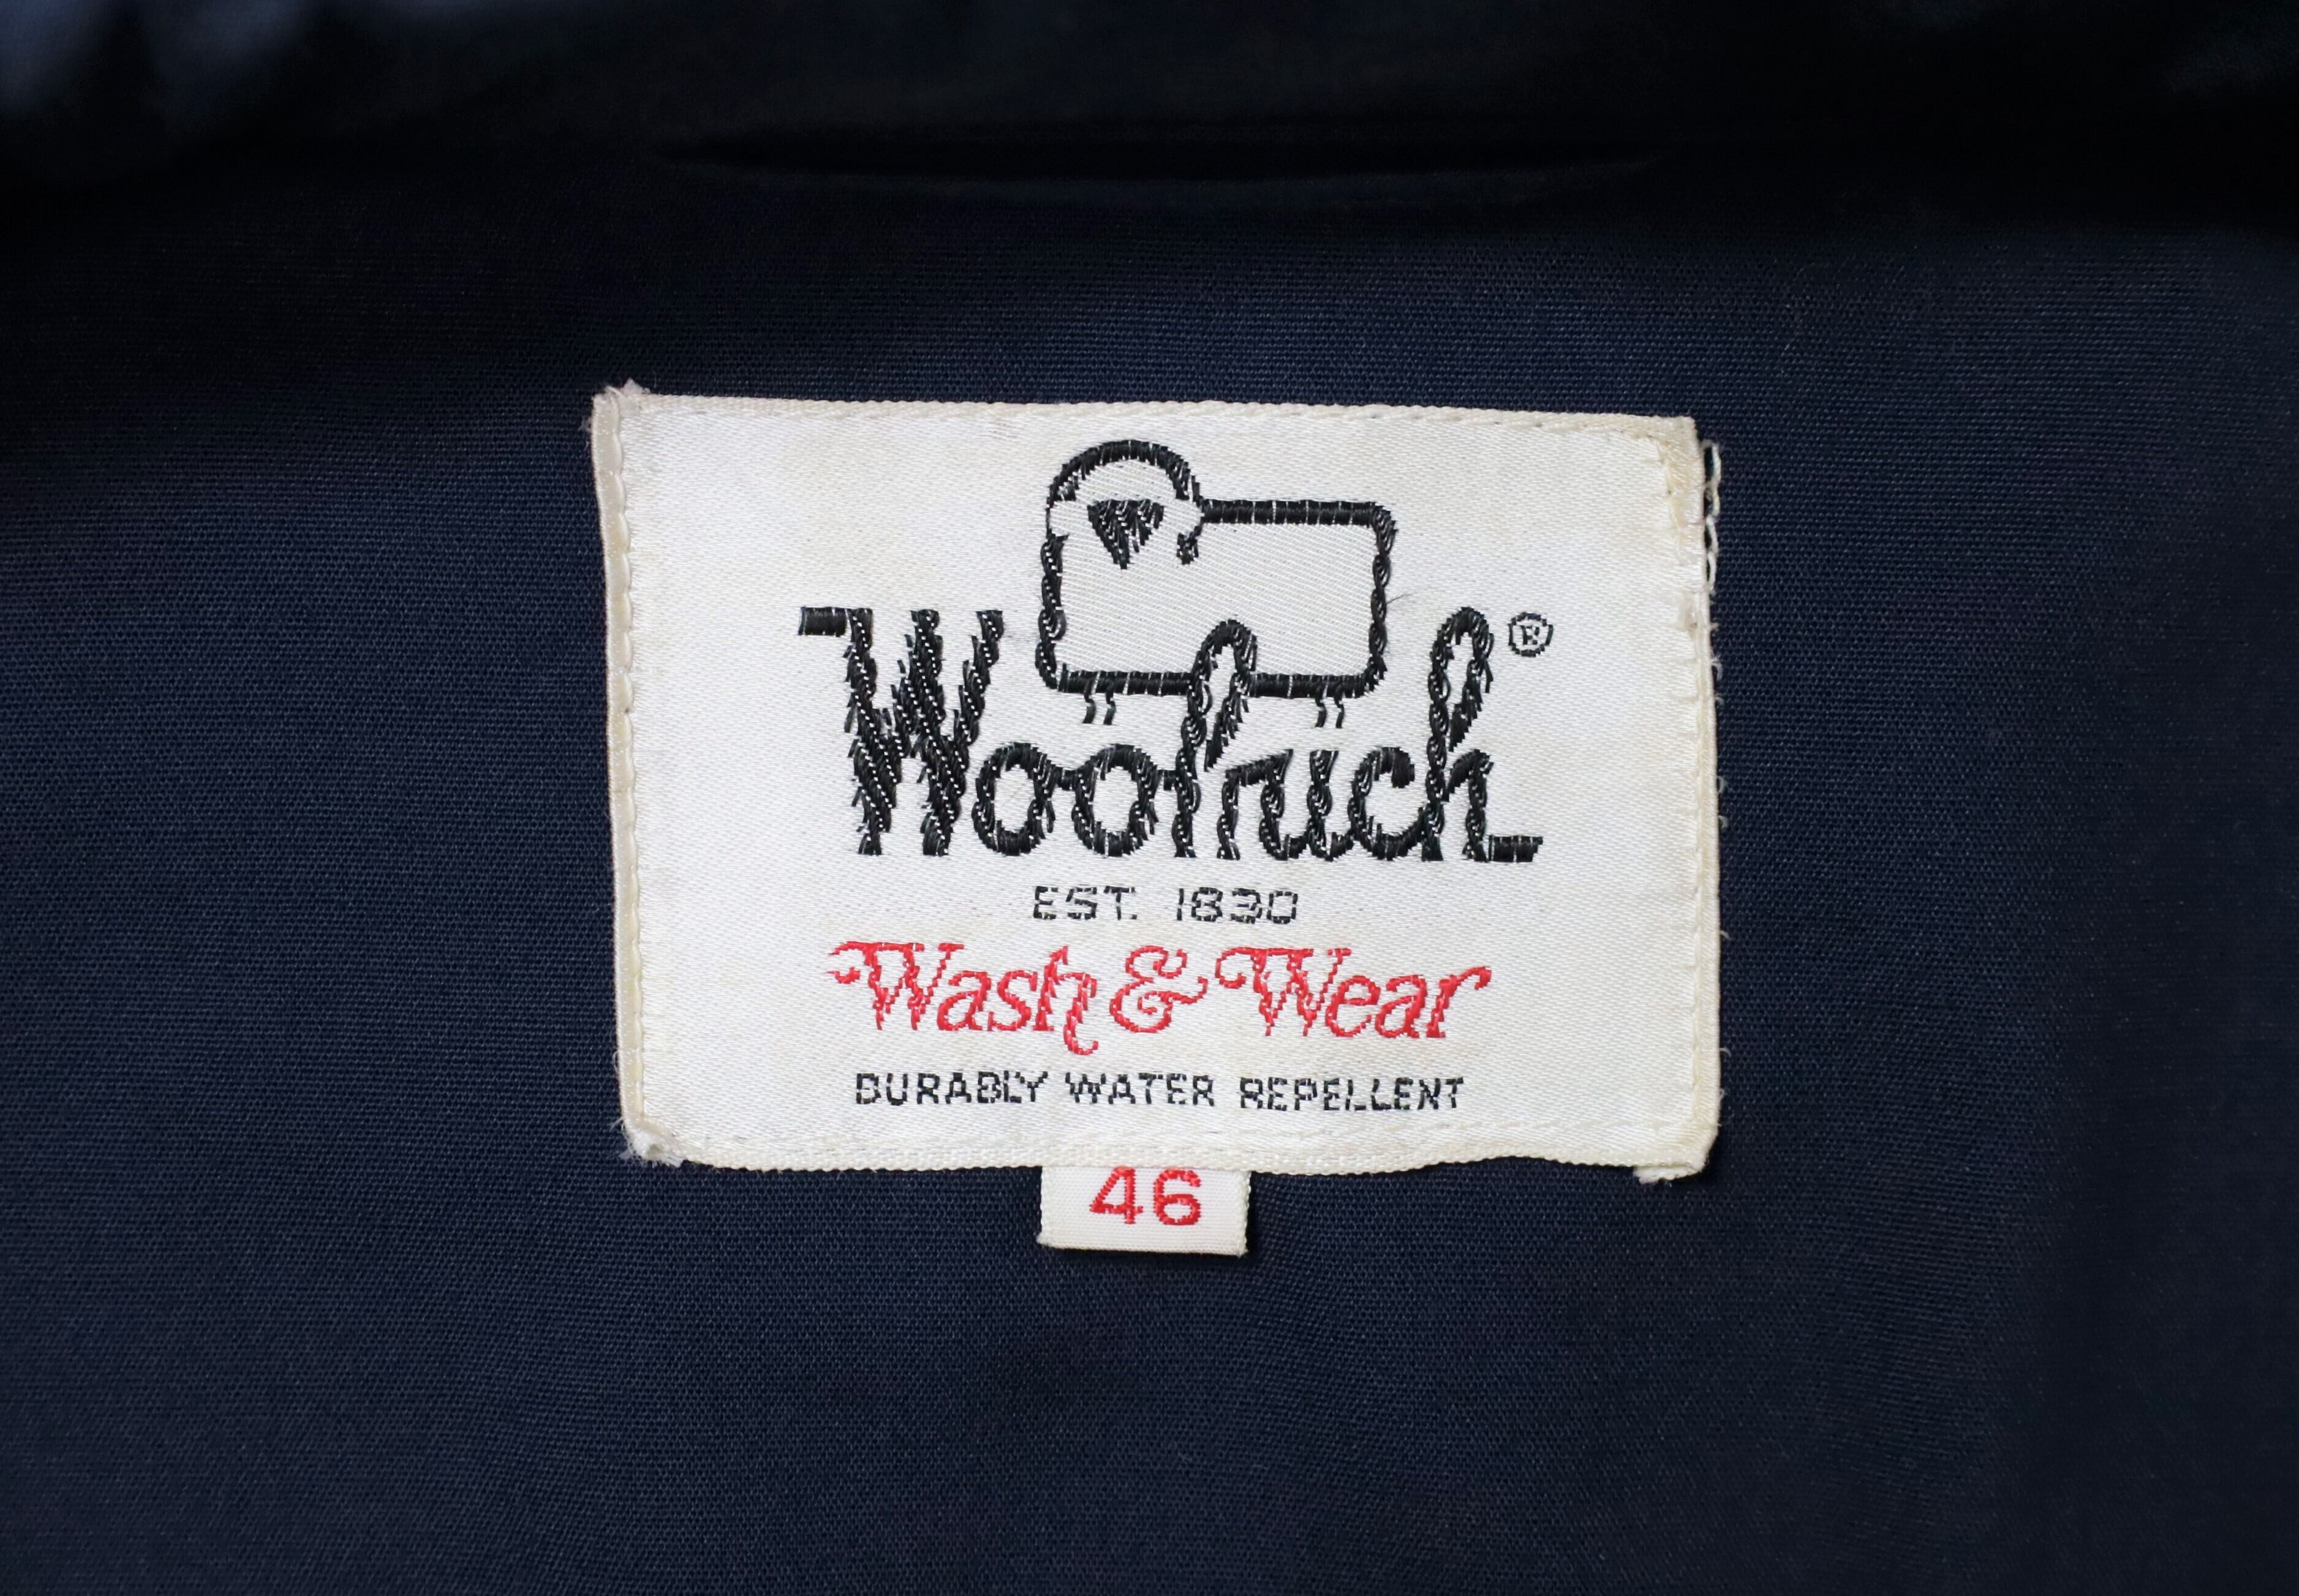 Woolrich®
EST. 1830
Wash & Wear
DURABLY WATER REPELLENT
46